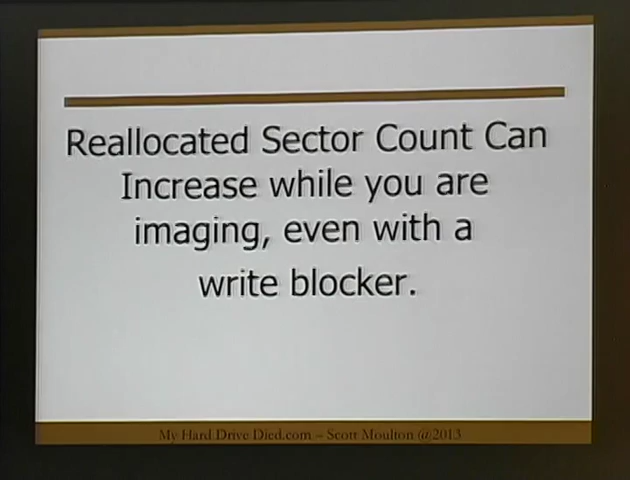 Reallocated Sector Count Can
Increase while you are
imaging, even with a
write blocker.
My Hard Drive Died.com – Scott Moulton @2013